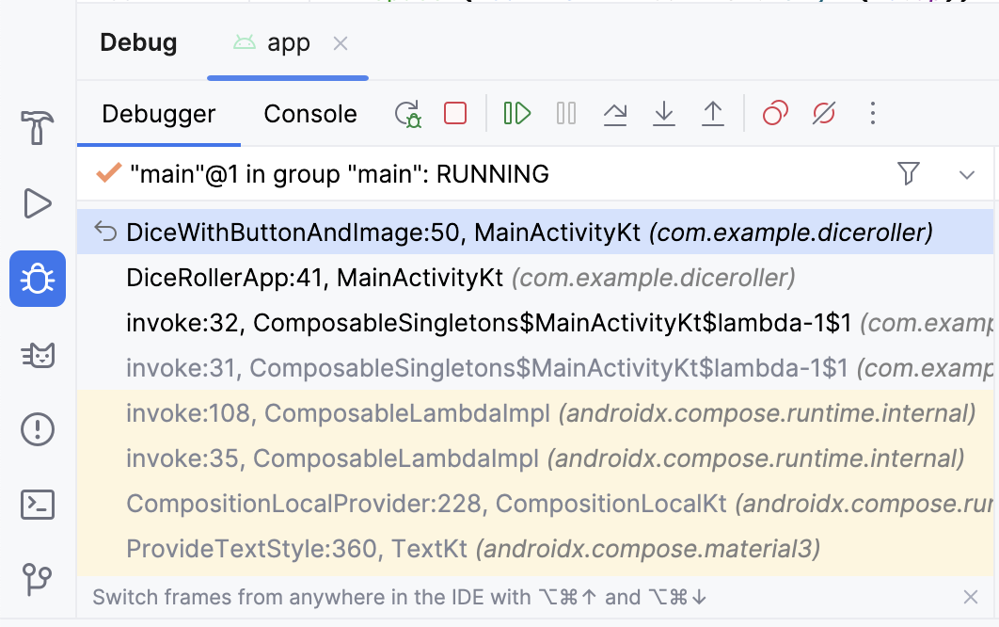 Debug app
Debugger Console
"main"@1 in group "main": RUNNING
DiceWithButtonAndImage:50, MainActivityKt (com.example.diceroller)
DiceRollerApp:41, MainActivityKt (com.example.diceroller)
invoke:32, ComposableSingletons$MainActivityKt$lambda-1$1 (com.examp
invoke:31, ComposableSingletons$MainActivityKt$lambda-1$1 (com.examp
invoke:108, ComposableLambdaImpl (androidx.compose.runtime.internal)
invoke:35, ComposableLambdaImpl (androidx.compose.runtime.internal)
CompositionLocalProvider:228, CompositionLocalKt (androidx.compose.run
ProvideTextStyle:360, TextKt (androidx.compose.material3)
Switch frames from anywhere in the IDE with ⌥⌘↑ and ⌥⌘↓